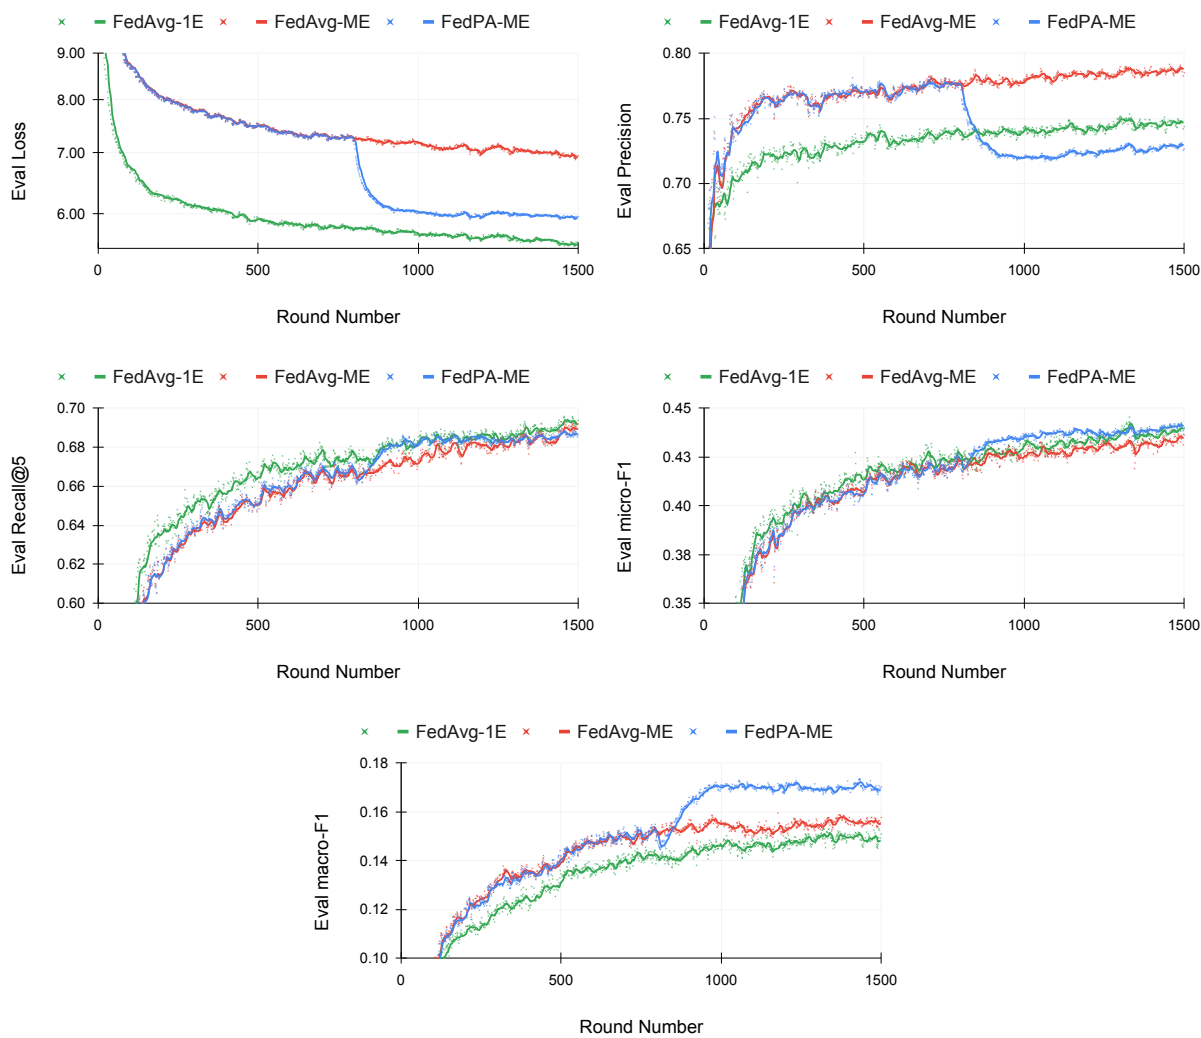 FedAvg-1E FedAvg-ME FedPA-ME
9.00
8.00
7.00
6.00
0 500 1000 1500
Eval Loss
Round Number
FedAvg-1E FedAvg-ME FedPA-ME
0.80
0.75
0.70
0.65
0 500 1000 1500
Eval Precision
Round Number
FedAvg-1E FedAvg-ME FedPA-ME
0.70
0.68
0.66
0.64
0.62
0.60
0 500 1000 1500
Eval Recall@5
Round Number
FedAvg-1E FedAvg-ME FedPA-ME
0.45
0.43
0.40
0.38
0.35
0 500 1000 1500
Eval micro-F1
Round Number
FedAvg-1E FedAvg-ME FedPA-ME
0.18
0.16
0.14
0.12
0.10
0 500 1000 1500
Eval macro-F1
Round Number